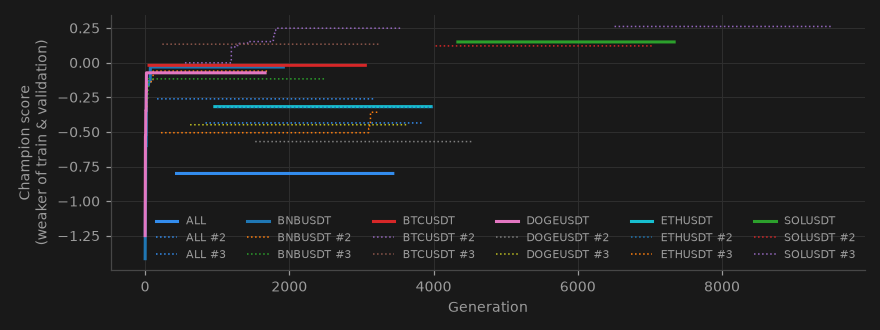 Champion score
(weaker of train & validation)
0.25
0.00
−0.25
−0.50
−0.75
−1.00
−1.25
ALL BNBUSDT BTCUSDT DOGEUSDT ETHUSDT SOLUSDT
ALL #2 BNBUSDT #2 BTCUSDT #2 DOGEUSDT #2 ETHUSDT #2 SOLUSDT #2
ALL #3 BNBUSDT #3 BTCUSDT #3 DOGEUSDT #3 ETHUSDT #3 SOLUSDT #3
0 2000 4000 6000 8000
Generation